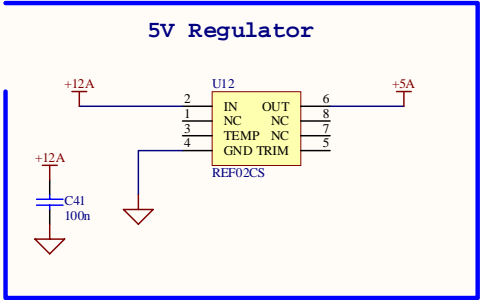 5V Regulator
+12A U12 +5A
2 IN OUT 6
1 NC NC 8
3 TEMP NC 7
4 GND TRIM 5
REF02CS
+12A
C41
100n